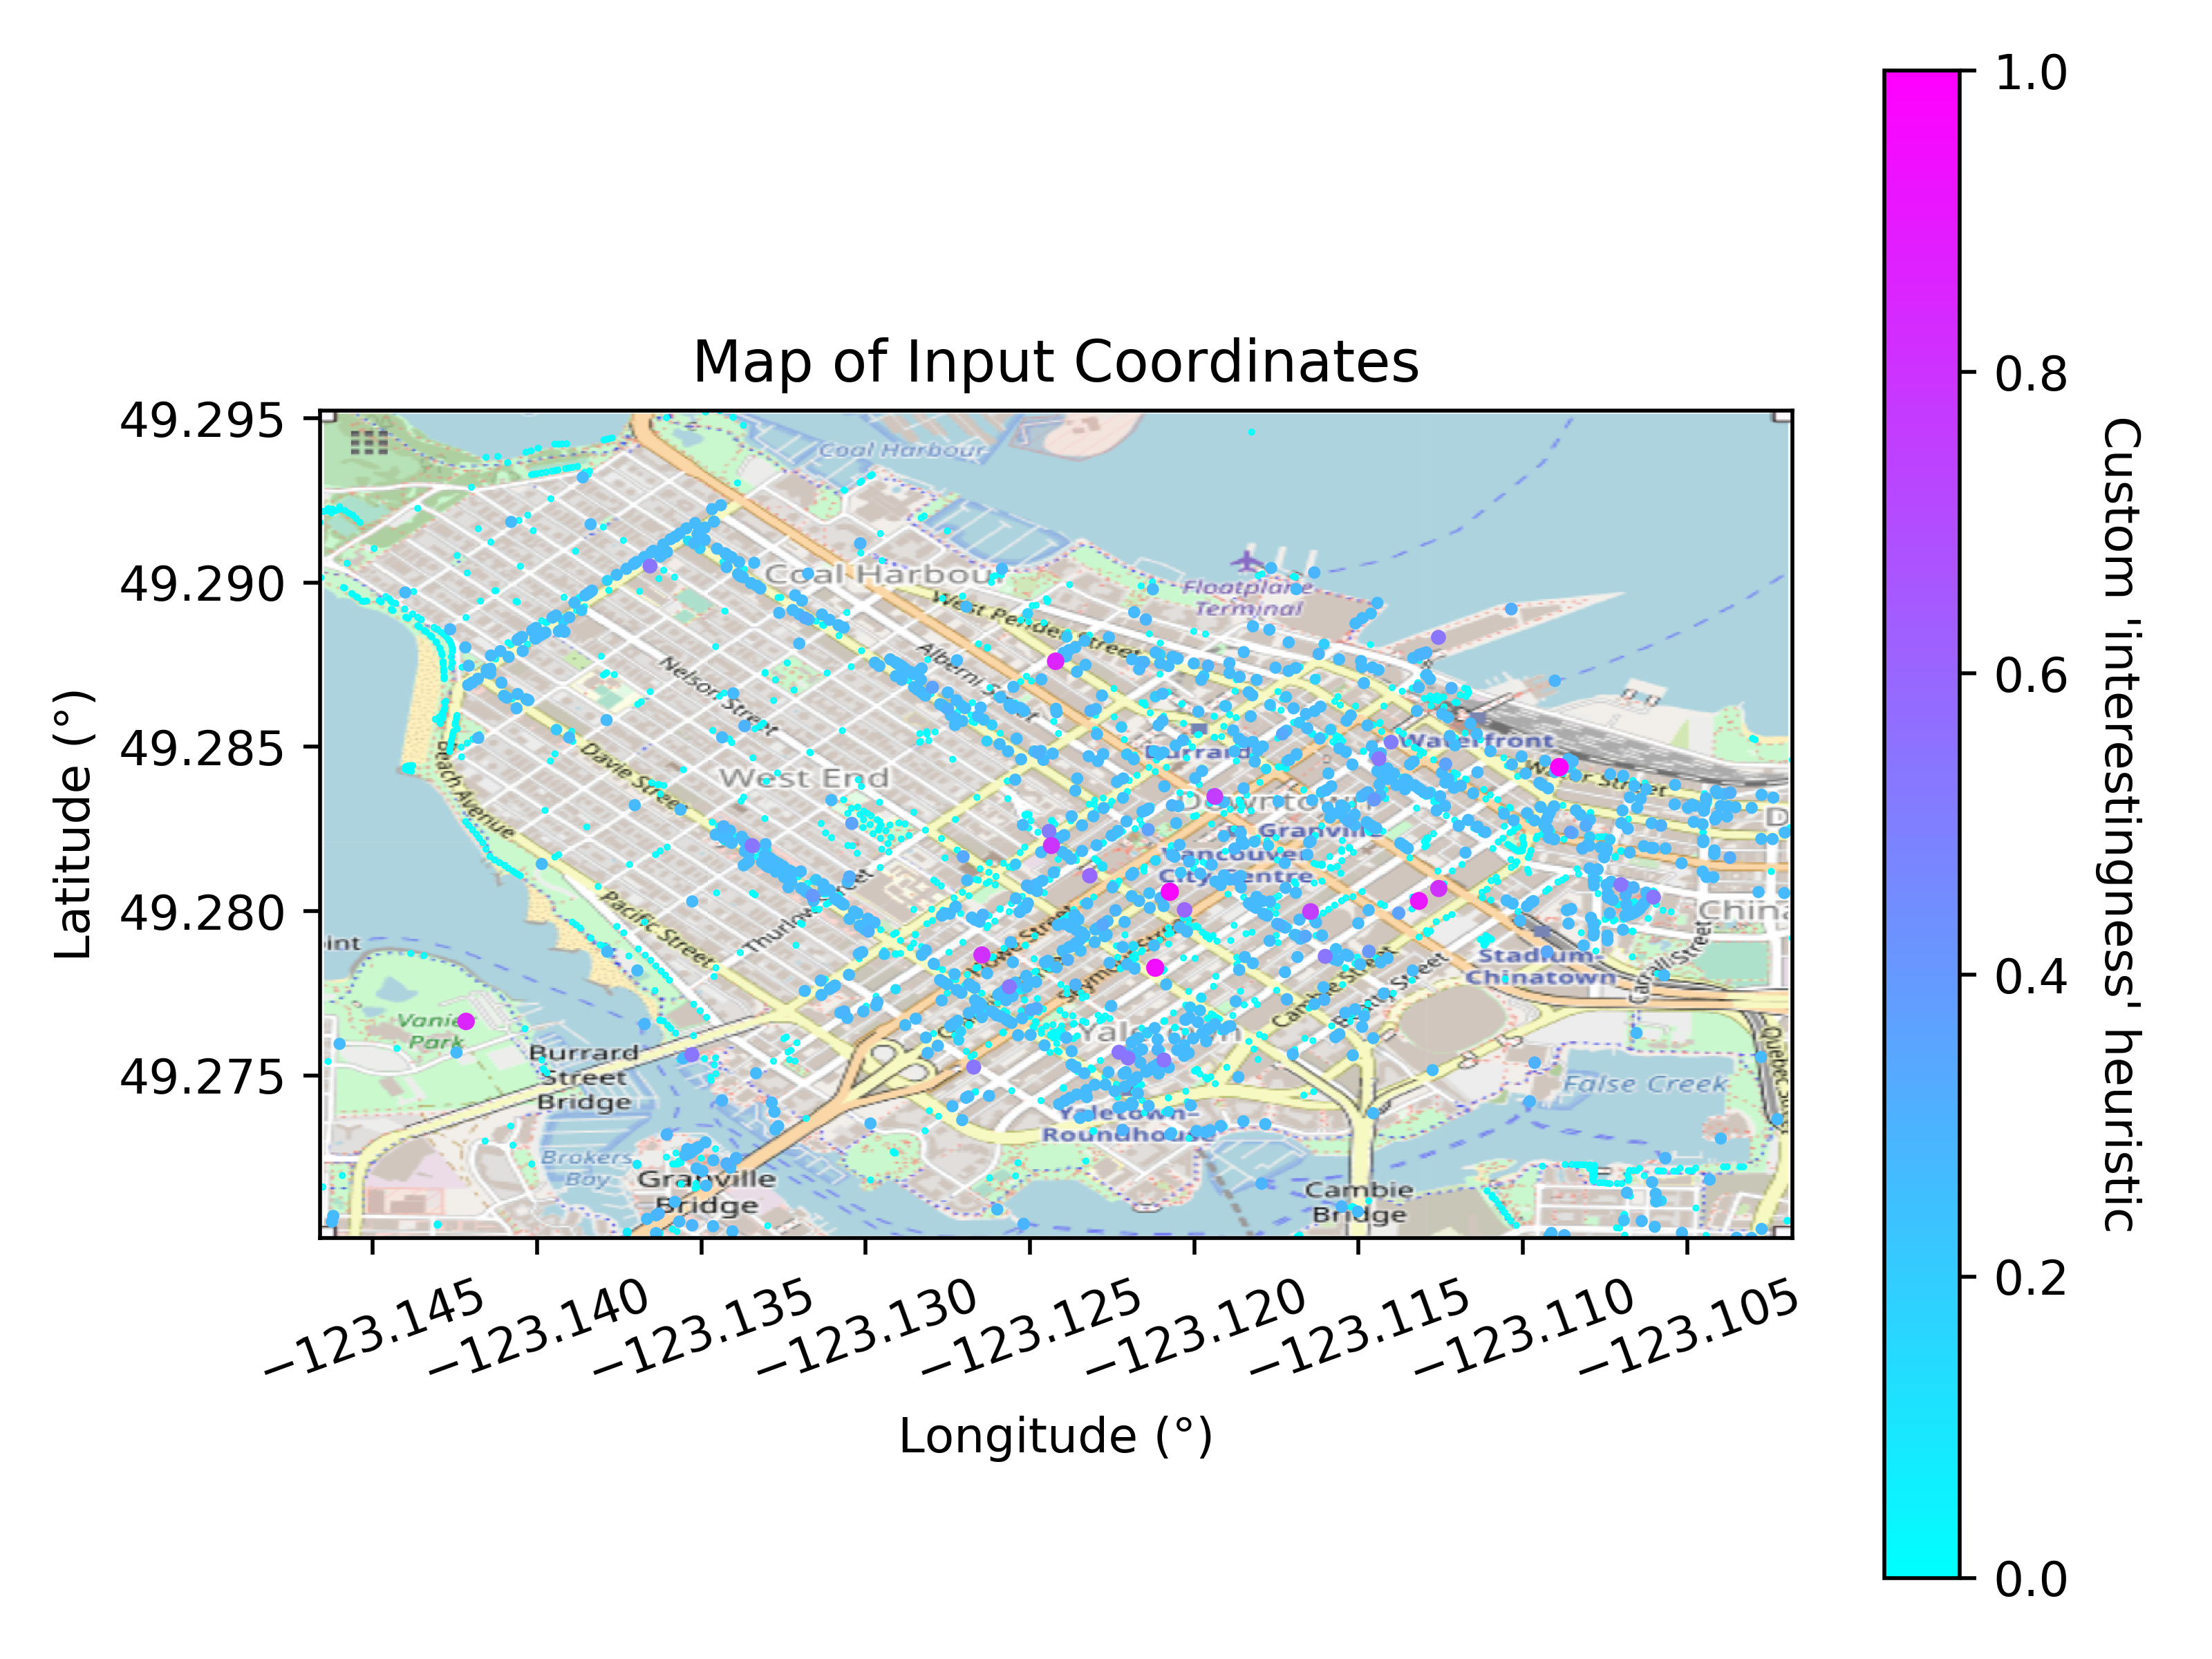 Map of Input Coordinates
49.295
49.290
49.285
49.280
49.275
Latitude (°)
−123.145
−123.140
−123.135
−123.130
−123.125
−123.120
−123.115
−123.110
−123.105
Longitude (°)
1.0
0.8
0.6
0.4
0.2
0.0
Custom 'interestingness' heuristic
Coal Harbour
Coal Harbour
Floatplane
Terminal
West Pender Street
Alberni Street
Nelson Street
Burrard
Waterfront
Water Street
West End
Davie Street
Beach Avenue
Downtown
Granville
Vancouver
City Centre
Thurlow Street
Pacific Street
Howe Street
Seymour Street
Cambie Street
Beatty Street
Stadium-
Chinatown
Carrall Street
China
Vanier
Park
Yaletown
Burrard
Street
Bridge
False Creek
Quebec
Yaletown-
Roundhouse
Brokers
Bay
Granville
Bridge
Cambie
Bridge